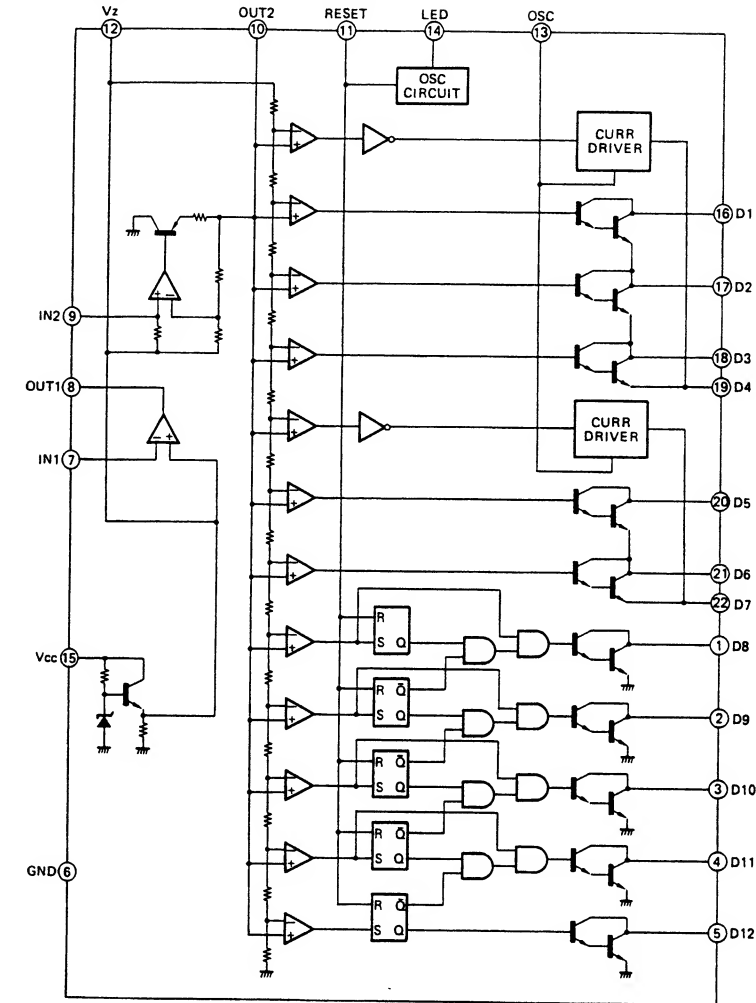 Vz OUT2 RESET LED OSC
12 10 11 14 13
OSC
CIRCUIT
CURR
DRIVER
16 D1
17 D2
IN2 9
18 D3
OUT1 8
19 D4
CURR
DRIVER
IN1 7
20 D5
21 D6
22 D7
R
S Q
1 D8
Vcc 15
R Q̅
S Q
2 D9
R Q̅
S Q
3 D10
R Q̅
S Q
4 D11
GND 6
R Q̅
S Q
5 D12